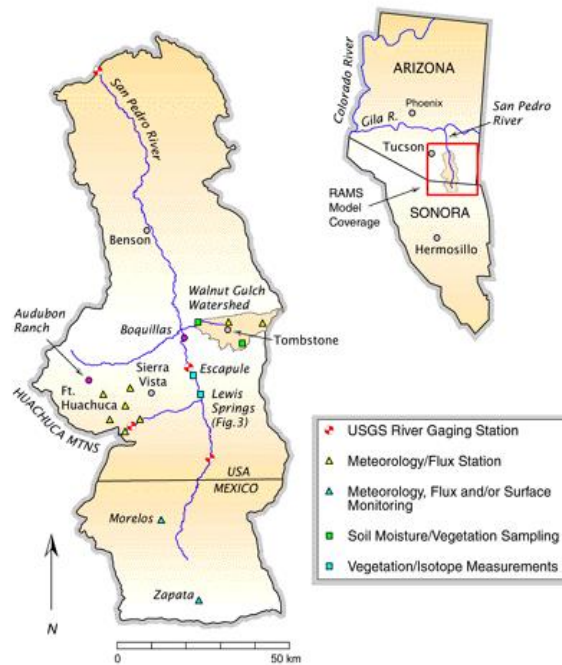 San Pedro River
Benson
Walnut Gulch
Watershed
Audubon
Ranch
Boquillas
Tombstone
Sierra
Vista
Escapule
Ft.
Huachuca
Lewis
Springs
(Fig.3)
HUACHUCA MTNS
USA
MEXICO
Morelos
Zapata
N
0
50 km
Colorado River
ARIZONA
Phoenix
San Pedro
River
Gila R.
Tucson
RAMS
Model
Coverage
SONORA
Hermosillo
USGS River Gaging Station
Meteorology/Flux Station
Meteorology, Flux and/or Surface
Monitoring
Soil Moisture/Vegetation Sampling
Vegetation/Isotope Measurements